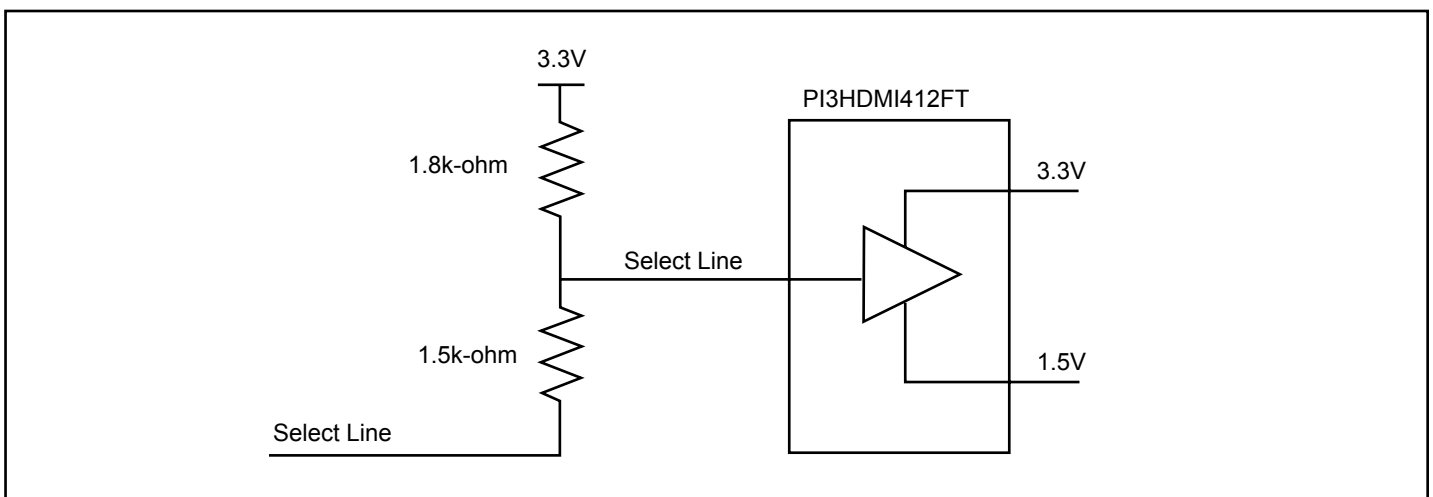 3.3V
PI3HDMI412FT
1.8k-ohm
3.3V
Select Line
1.5k-ohm
1.5V
Select Line